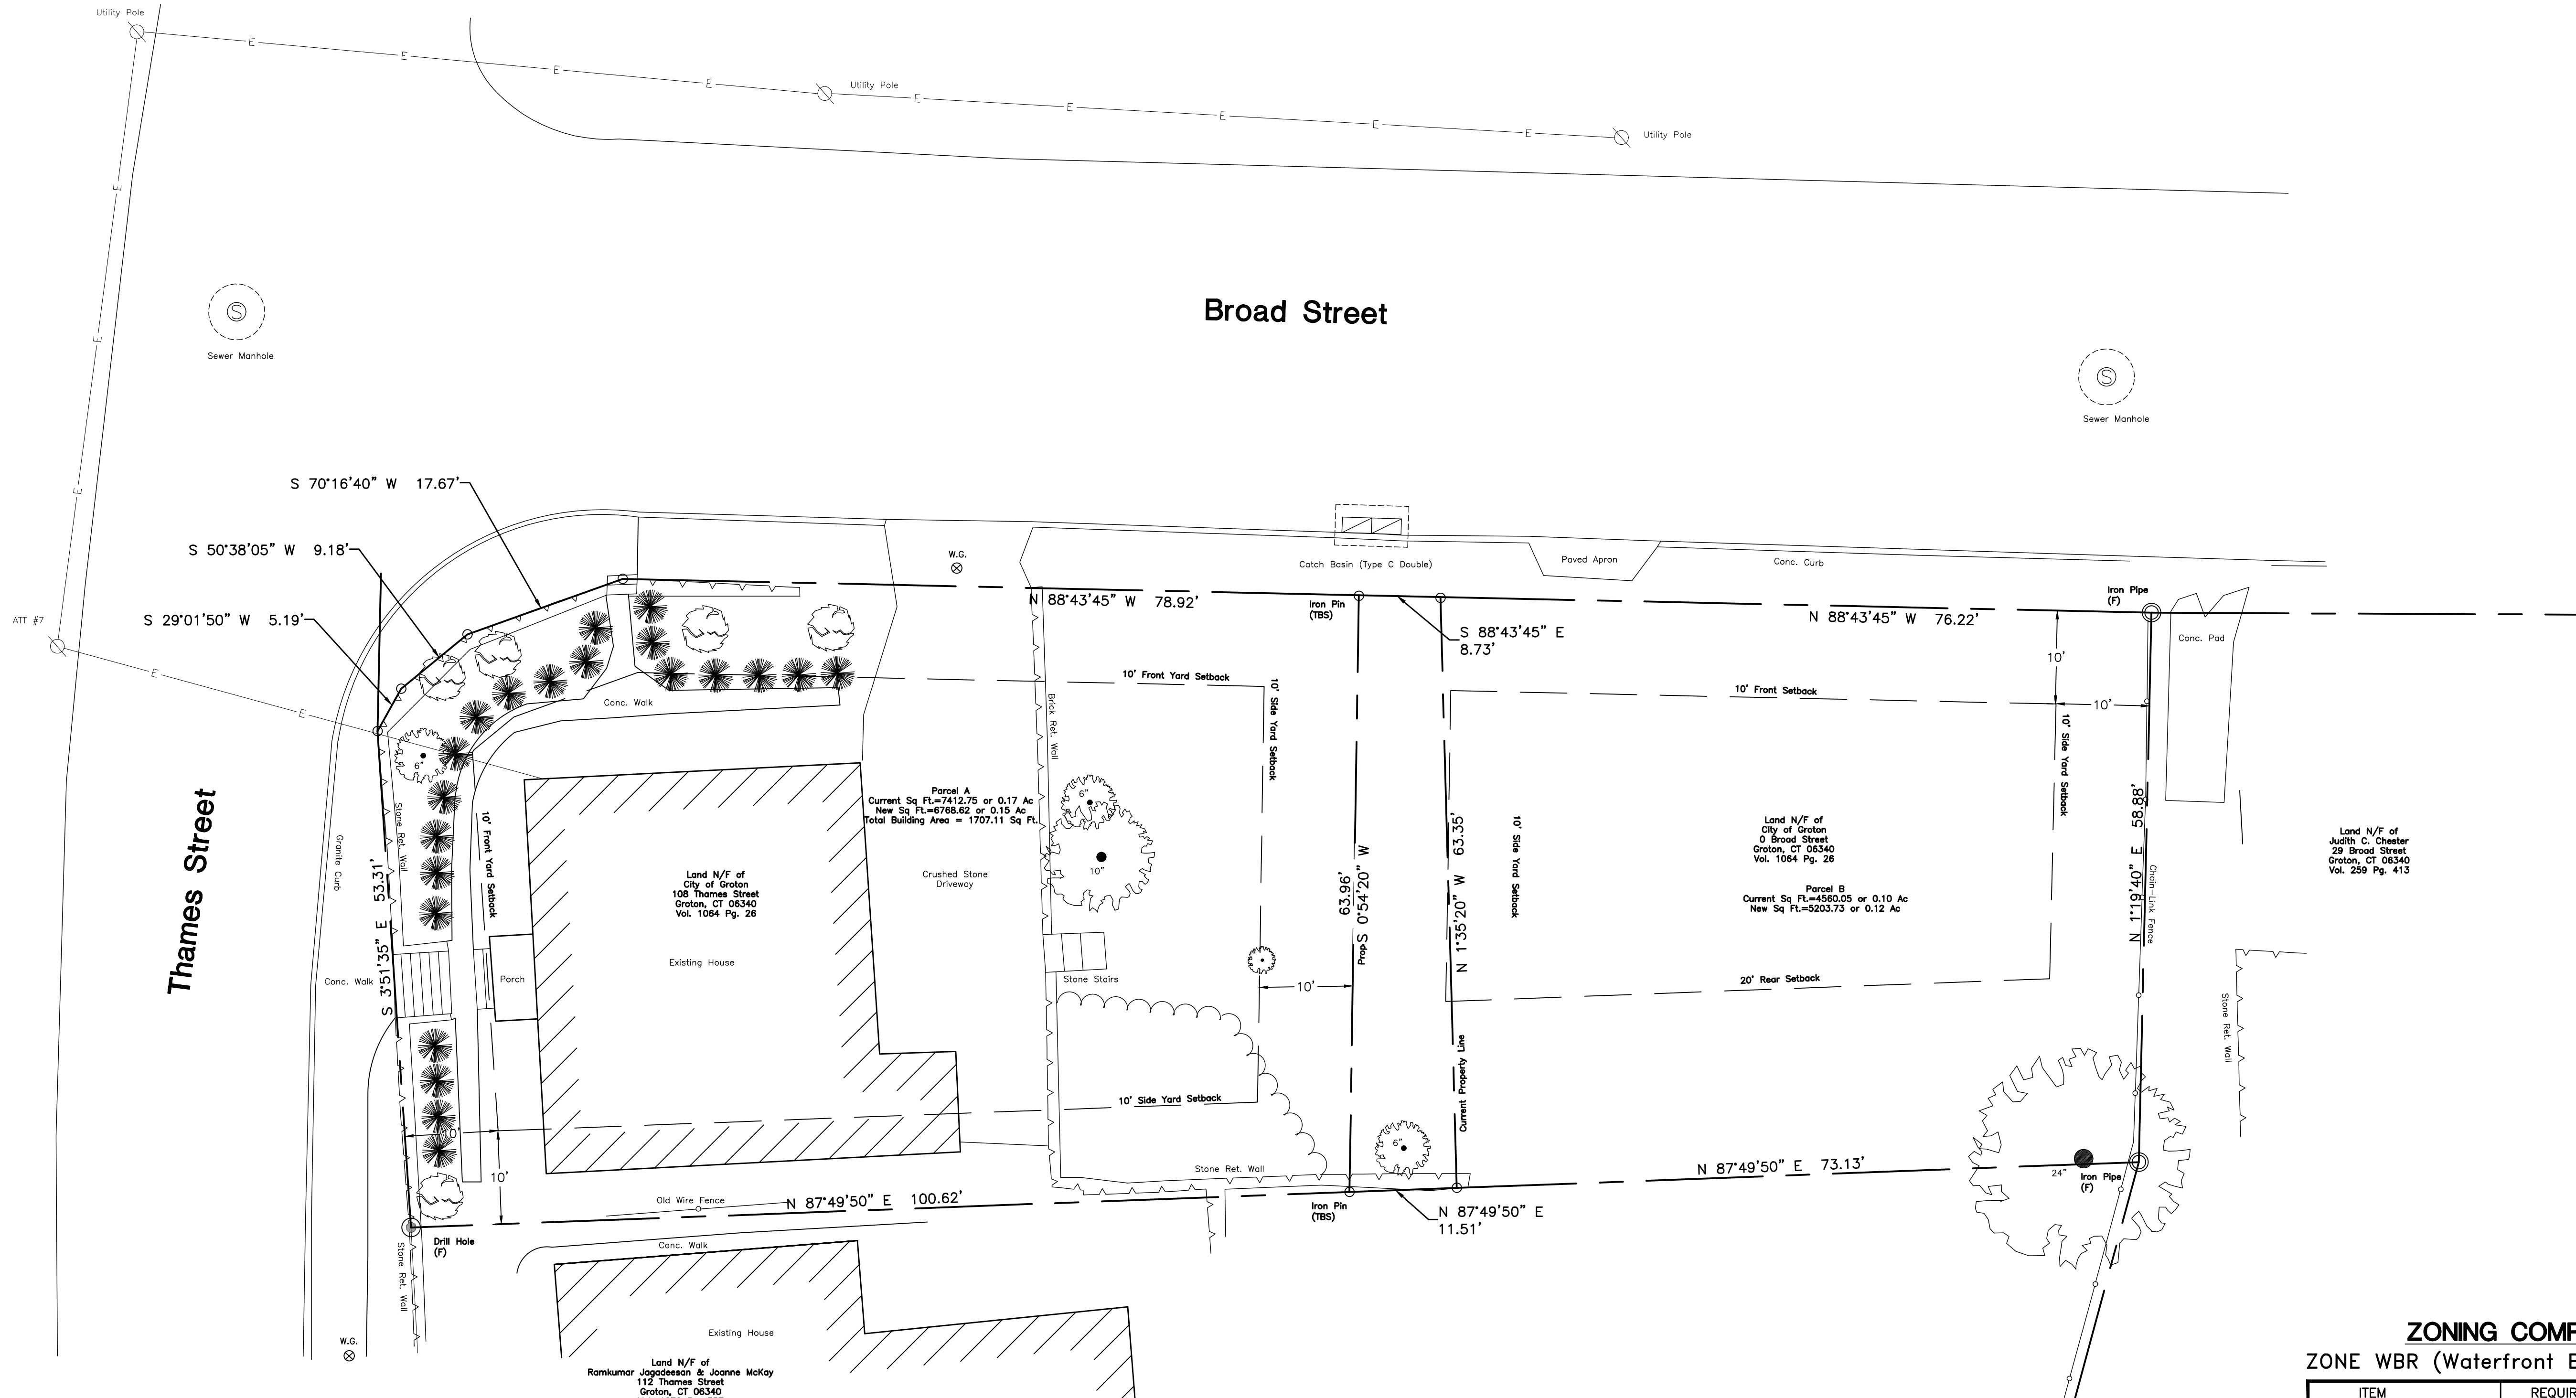 Utility Pole
E E E E
Utility Pole
E E E E E
Utility Pole
E
E
E
S
Sewer Manhole
Broad Street
S
Sewer Manhole
S 70°16'40" W 17.67'
S 50°38'05" W 9.18'
S 29°01'50" W 5.19'
ATT #7
E
E
W.G.
Catch Basin (Type C Double)
Paved Apron
Conc. Curb
N 88°43'45" W 78.92'
Iron Pin
(TBS)
S 88°43'45" E
8.73'
N 88°43'45" W 76.22'
Iron Pipe
(F)
Conc. Pad
10'
10'
10' Front Yard Setback
10' Side Yard Setback
10' Front Setback
10' Side Yard Setback
Conc. Walk
Brick Ret. Wall
6"
Stone Ret. Wall
10' Front Yard Setback
Granite Curb
Thames Street
S 3°51'35" E 53.31'
Parcel A
Current Sq Ft.=7412.75 or 0.17 Ac
New Sq Ft.=6768.62 or 0.15 Ac
Total Building Area = 1707.11 Sq Ft.
6"
10"
Land N/F of
City of Groton
108 Thames Street
Groton, CT 06340
Vol. 1064 Pg. 26
Crushed Stone
Driveway
Existing House
Porch
Conc. Walk
Stone Stairs
10'
63.96'
Prop.
S 0°54'20" W
N 1°35'20" W 63.35'
10' Side Yard Setback
Current Property Line
Land N/F of
City of Groton
0 Broad Street
Groton, CT 06340
Vol. 1064 Pg. 26
Parcel B
Current Sq Ft.=4560.05 or 0.10 Ac
New Sq Ft.=5203.73 or 0.12 Ac
20' Rear Setback
N 1°19'40" E 58.88'
Chain-Link Fence
Land N/F of
Judith C. Chester
29 Broad Street
Groton, CT 06340
Vol. 259 Pg. 413
Stone Ret. Wall
10' Side Yard Setback
10'
10'
6"
Stone Ret. Wall
N 87°49'50" E 73.13'
24"
Iron Pipe
(F)
Old Wire Fence
N 87°49'50" E 100.62'
Iron Pin
(TBS)
N 87°49'50" E
11.51'
Drill Hole
(F)
Conc. Walk
Stone Ret. Wall
W.G.
Existing House
Land N/F of
Ramkumar Jagadeesan & Joanne McKay
112 Thames Street
Groton, CT 06340
ZONING COMP
ZONE WBR (Waterfront
ITEM
REQUIR